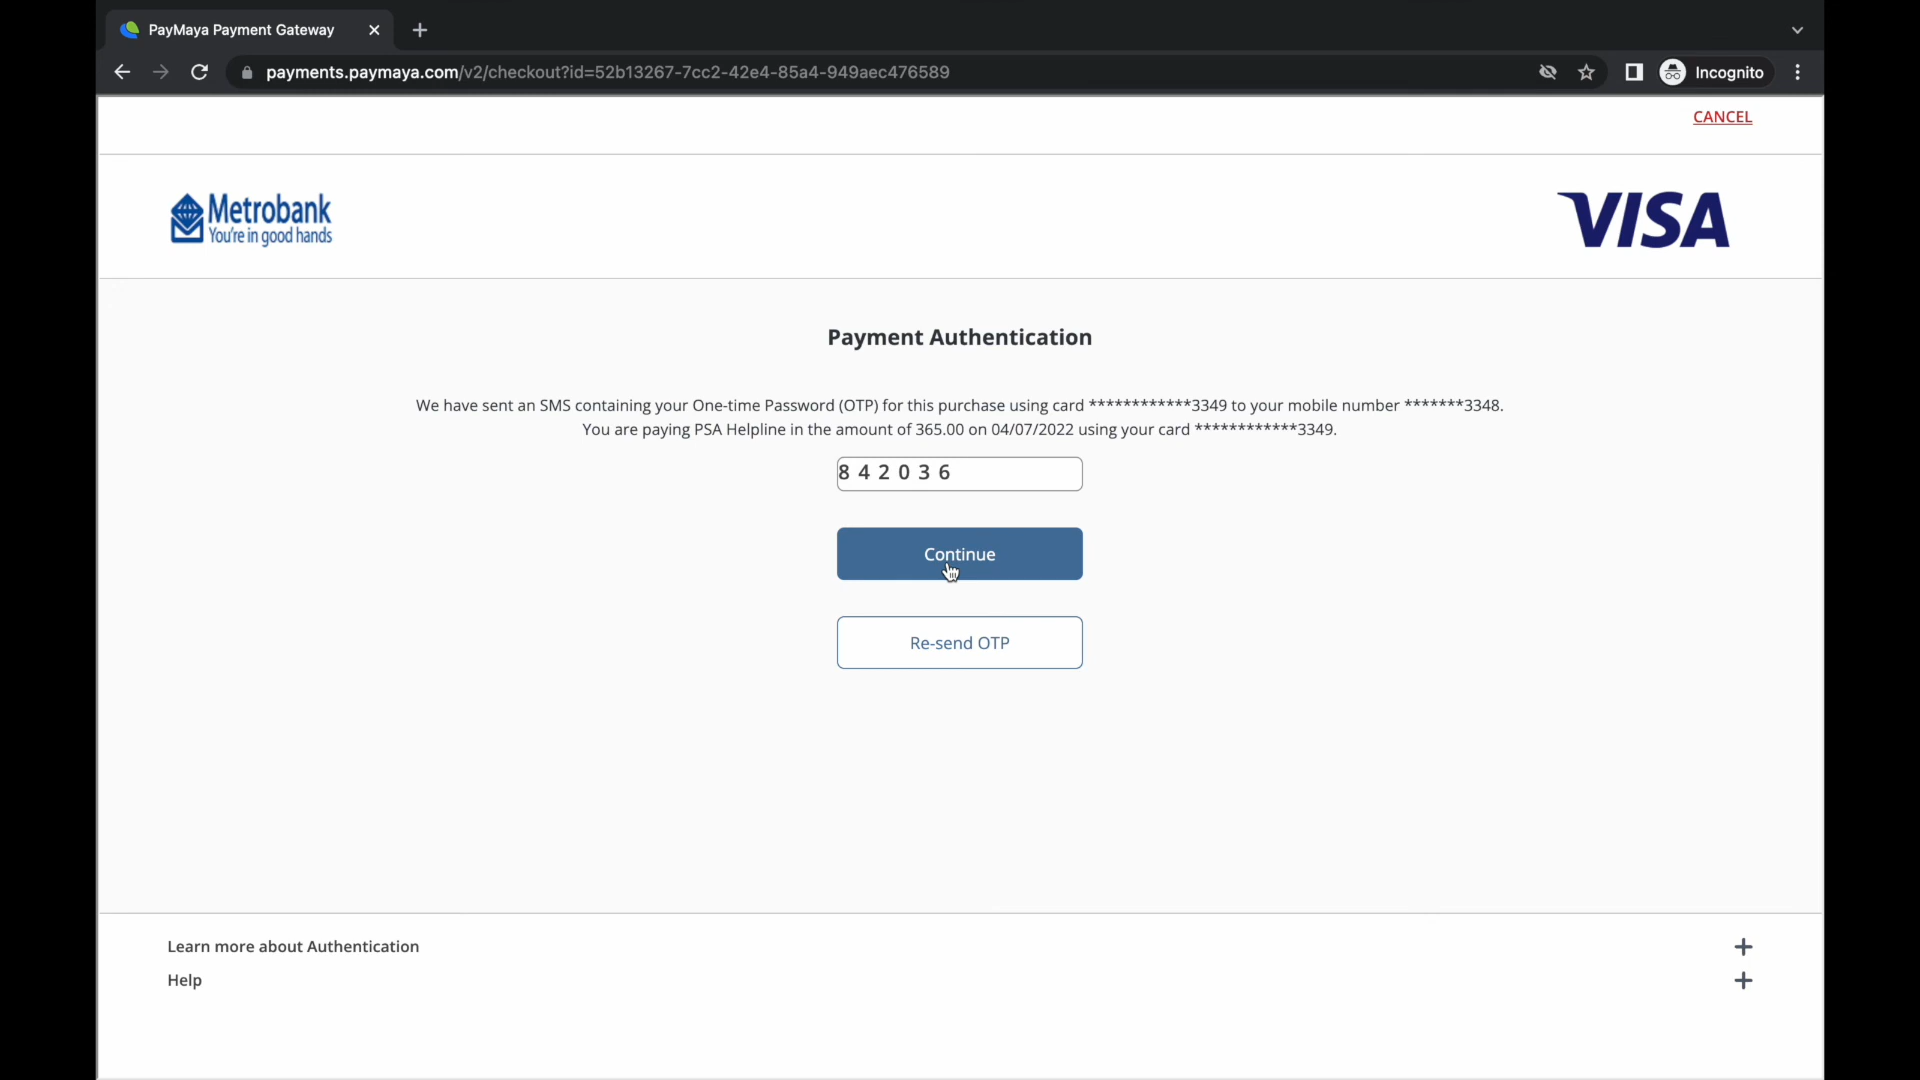 PayMaya Payment Gateway
payments.paymaya.com/v2/checkout?id=52b13267-7cc2-42e4-85a4-949aec476589
Incognito
CANCEL
Metrobank
You're in good hands
VISA
Payment Authentication
We have sent an SMS containing your One-time Password (OTP) for this purchase using card ************3349 to your mobile number *******3348.
You are paying PSA Helpline in the amount of 365.00 on 04/07/2022 using your card ************3349.
842036
Continue
Re-send OTP
Learn more about Authentication
Help